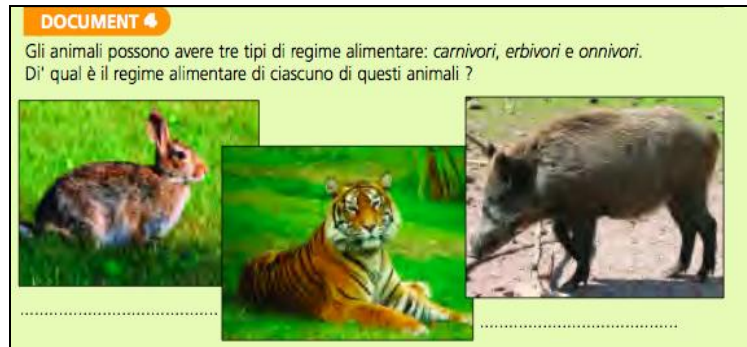 DOCUMENT 4
Gli animali possono avere tre tipi di regime alimentare: carnivori, erbivori e onnivori.
Di' qual è il regime alimentare di ciascuno di questi animali ?
........................................
........................................